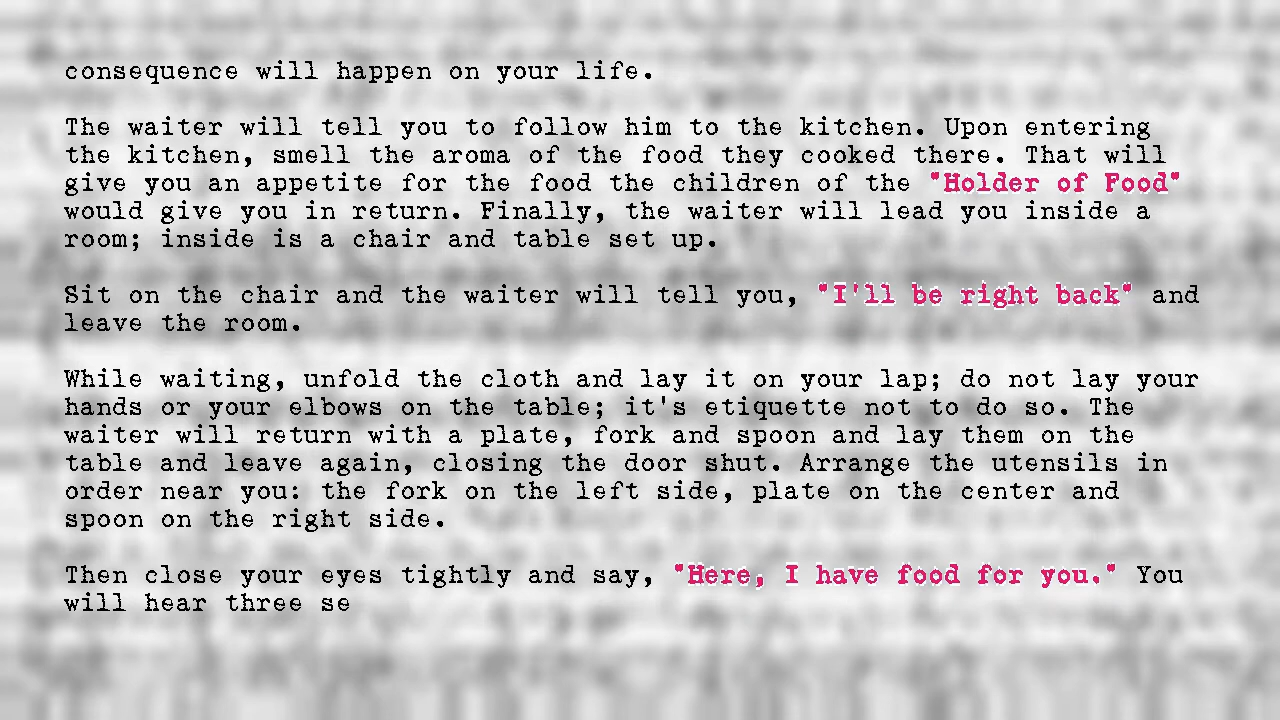 consequence will happen on your life.
The waiter will tell you to follow him to the kitchen. Upon entering
the kitchen, smell the aroma of the food they cooked there. That will
give you an appetite for the food the children of the "Holder of Food"
would give you in return. Finally, the waiter will lead you inside a
room; inside is a chair and table set up.
Sit on the chair and the waiter will tell you, "I'll be right back" and
leave the room.
While waiting, unfold the cloth and lay it on your lap; do not lay your
hands or your elbows on the table; it's etiquette not to do so. The
waiter will return with a plate, fork and spoon and lay them on the
table and leave again, closing the door shut. Arrange the utensils in
order near you: the fork on the left side, plate on the center and
spoon on the right side.
Then close your eyes tightly and say, "Here, I have food for you." You
will hear three se